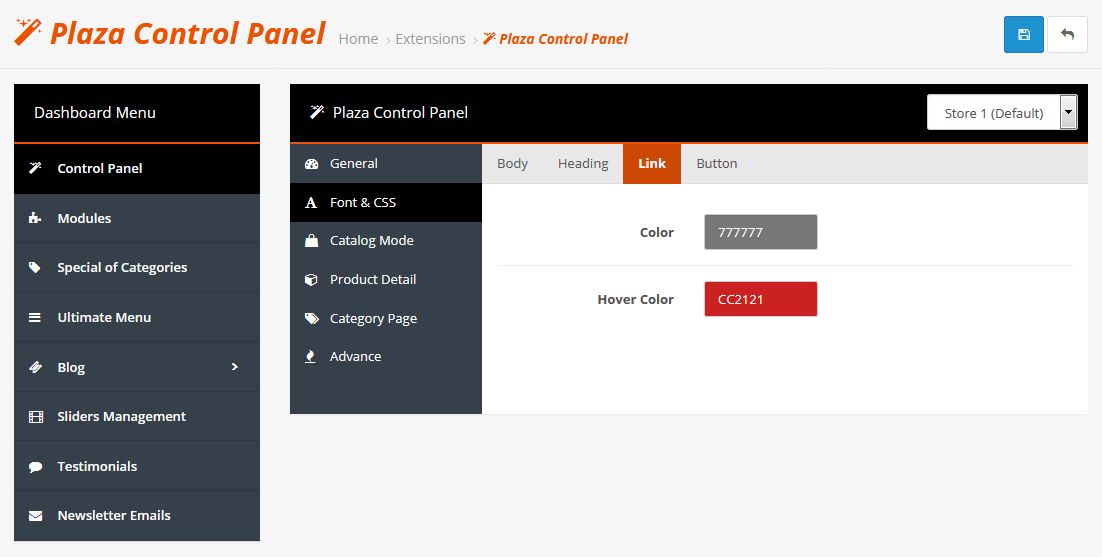 Plaza Control Panel
Home › Extensions › Plaza Control Panel
Dashboard Menu
Control Panel
Modules
Special of Categories
Ultimate Menu
Blog
Sliders Management
Testimonials
Newsletter Emails
Plaza Control Panel
Store 1 (Default)
General
Font & CSS
Catalog Mode
Product Detail
Category Page
Advance
Body Heading Link Button
Color 777777
Hover Color CC2121